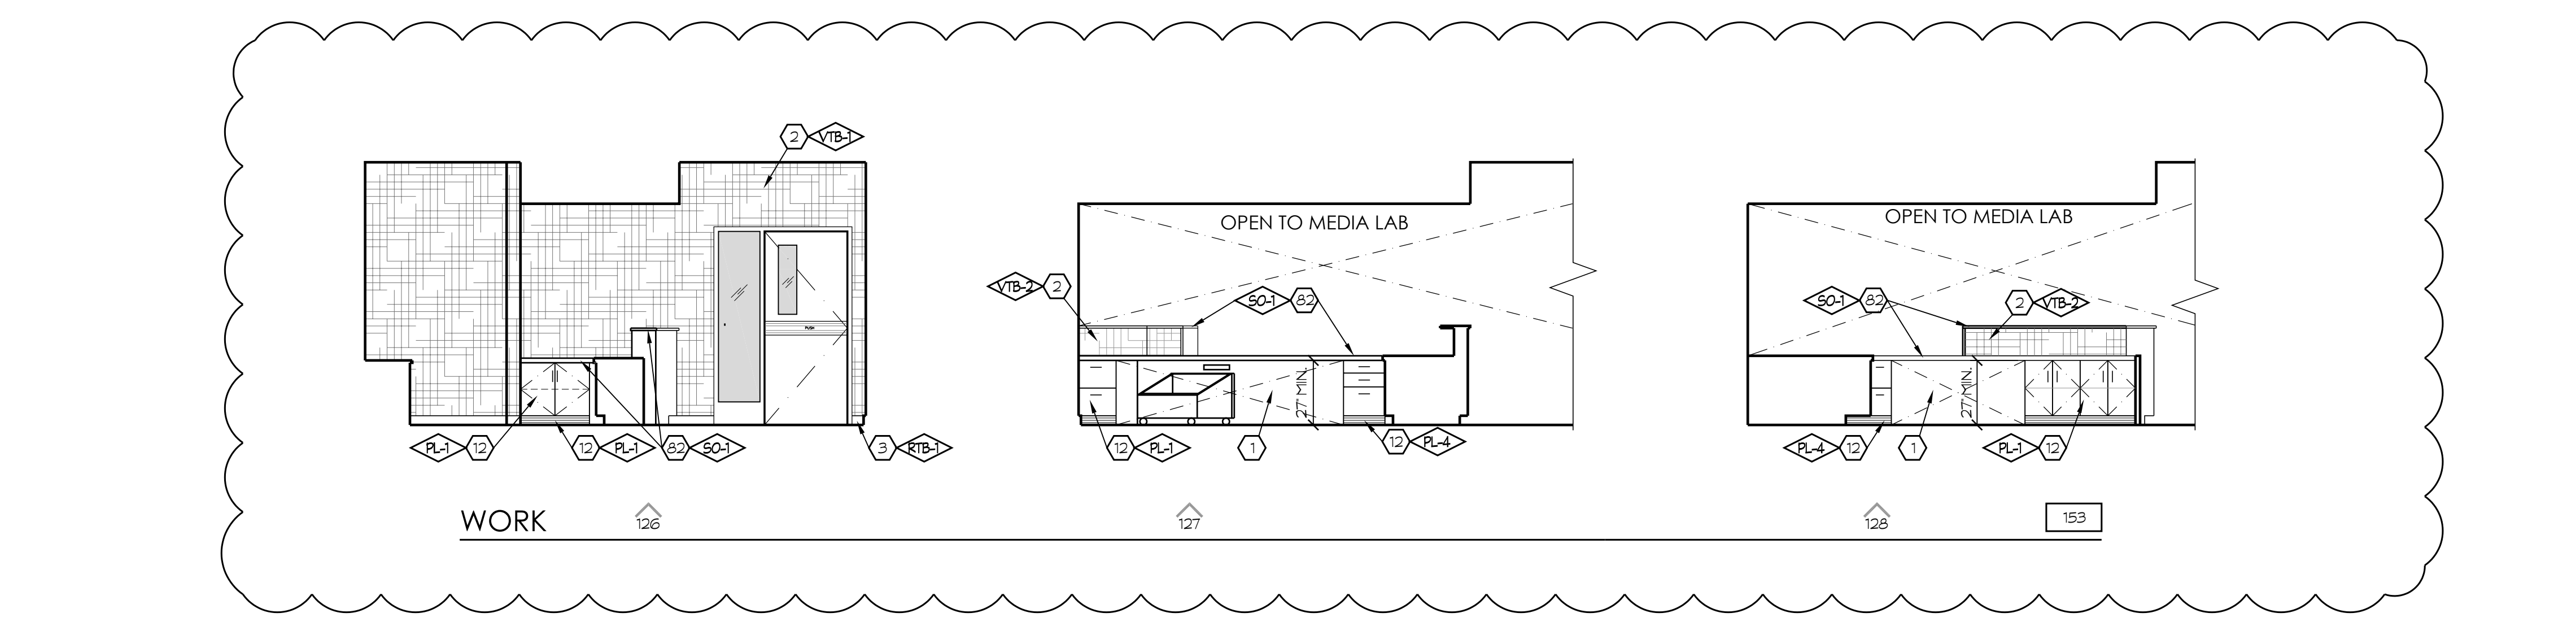 2 VTB-1
PUSH
PL-1 12
12 PL-1
82 SO-1
3 RTB-1
OPEN TO MEDIA LAB
VTB-2 2
SO-1 82
27 MIN.
12 PL-1
1
12 PL-4
OPEN TO MEDIA LAB
SO-1 82
2 VTB-2
27 MIN.
PL-4 12
1
PL-1 12
WORK
126
127
128
153